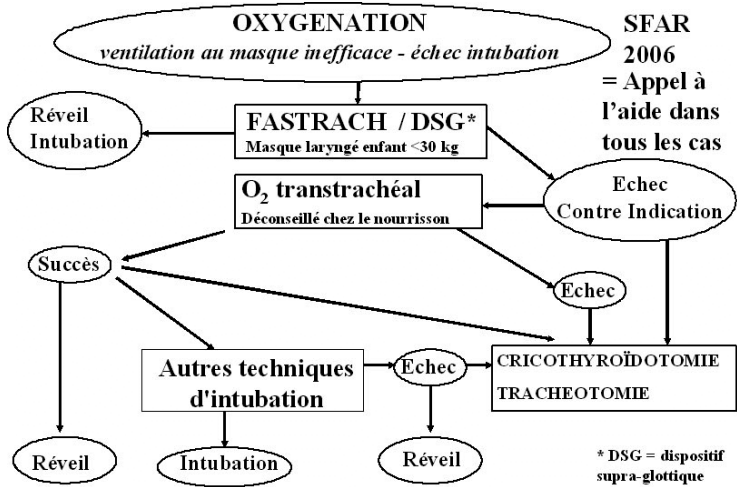 OXYGENATION
ventilation au masque inefficace - échec intubation
SFAR
2006
= Appel à
l'aide dans
tous les cas
Réveil
Intubation
FASTRACH / DSG*
Masque laryngé enfant <30 kg
Echec
Contre Indication
O₂ transtrachéal
Déconseillé chez le nourrisson
Succès
Echec
Autres techniques
d'intubation
Echec
CRICOTHYROÏDOTOMIE
TRACHEOTOMIE
Réveil
Intubation
Réveil
* DSG = dispositif
supra-glottique